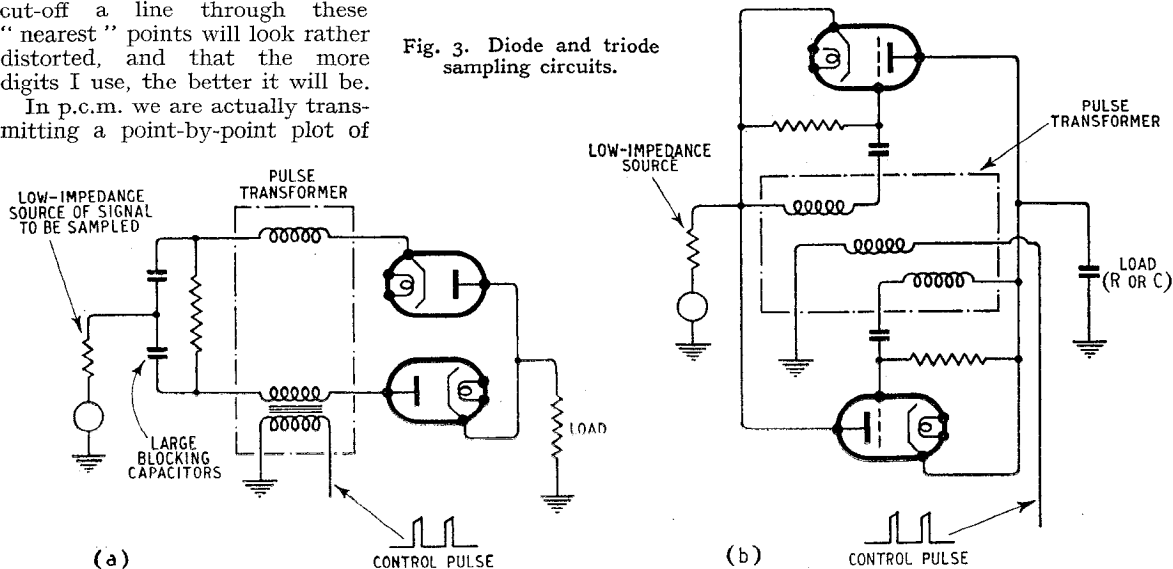 cut-off a line through these
“ nearest ” points will look rather
distorted, and that the more
digits I use, the better it will be.
In p.c.m. we are actually trans-
mitting a point-by-point plot of
Fig. 3. Diode and triode
sampling circuits.
LOW-IMPEDANCE
SOURCE OF SIGNAL
TO BE SAMPLED
PULSE
TRANSFORMER
LARGE
BLOCKING
CAPACITORS
LOAD
CONTROL PULSE
(a)
LOW-IMPEDANCE
SOURCE
PULSE
TRANSFORMER
LOAD
(R OR C)
CONTROL PULSE
(b)